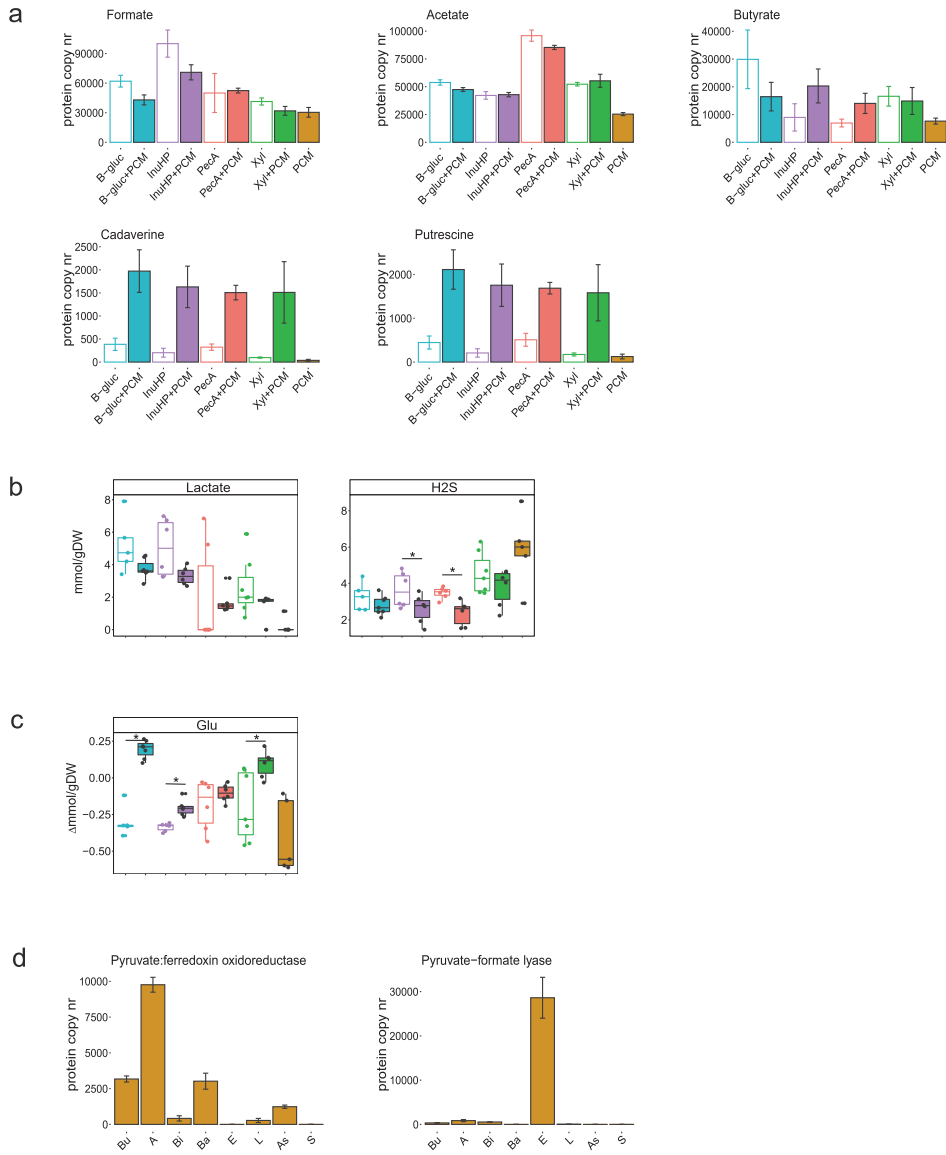 a
Formate
protein copy nr
90000
60000
30000
0
B−gluc
B−gluc+PCM
InuHP
InuHP+PCM
PecA
PecA+PCM
Xyl
Xyl+PCM
PCM
Acetate
protein copy nr
100000
75000
50000
25000
0
B−gluc
B−gluc+PCM
InuHP
InuHP+PCM
PecA
PecA+PCM
Xyl
Xyl+PCM
PCM
Butyrate
protein copy nr
40000
30000
20000
10000
0
B−gluc
B−gluc+PCM
InuHP
InuHP+PCM
PecA
PecA+PCM
Xyl
Xyl+PCM
PCM
Cadaverine
protein copy nr
2500
2000
1500
1000
500
0
B−gluc
B−gluc+PCM
InuHP
InuHP+PCM
PecA
PecA+PCM
Xyl
Xyl+PCM
PCM
Putrescine
protein copy nr
2000
1000
0
B−gluc
B−gluc+PCM
InuHP
InuHP+PCM
PecA
PecA+PCM
Xyl
Xyl+PCM
PCM
b
Lactate
mmol/gDW
8
6
4
2
0
H2S
8
6
4
2
*
*
c
Glu
Δmmol/gDW
0.25
0.00
−0.25
−0.50
*
*
*
d
Pyruvate:ferredoxin oxidoreductase
protein copy nr
10000
7500
5000
2500
0
Bu
A
Bi
Ba
E
L
As
S
Pyruvate−formate lyase
protein copy nr
30000
20000
10000
0
Bu
A
Bi
Ba
E
L
As
S